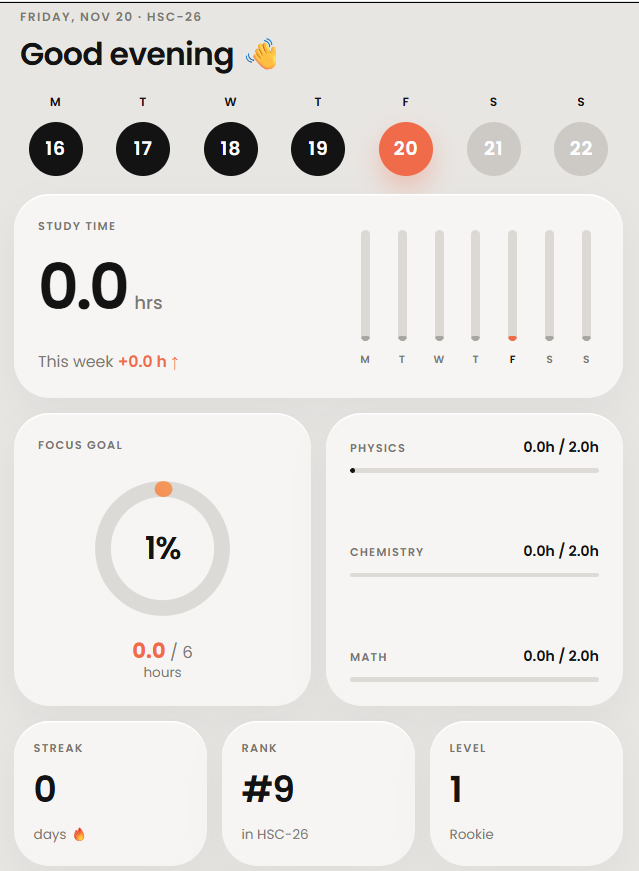 FRIDAY, NOV 20 · HSC-26
Good evening 👋
M T W T F S S
16 17 18 19 20 21 22
STUDY TIME
0.0 hrs
This week +0.0 h ↑
M T W T F S S
FOCUS GOAL
1%
0.0 / 6
hours
PHYSICS 0.0h / 2.0h
CHEMISTRY 0.0h / 2.0h
MATH 0.0h / 2.0h
STREAK
0
days 🔥
RANK
#9
in HSC-26
LEVEL
1
Rookie